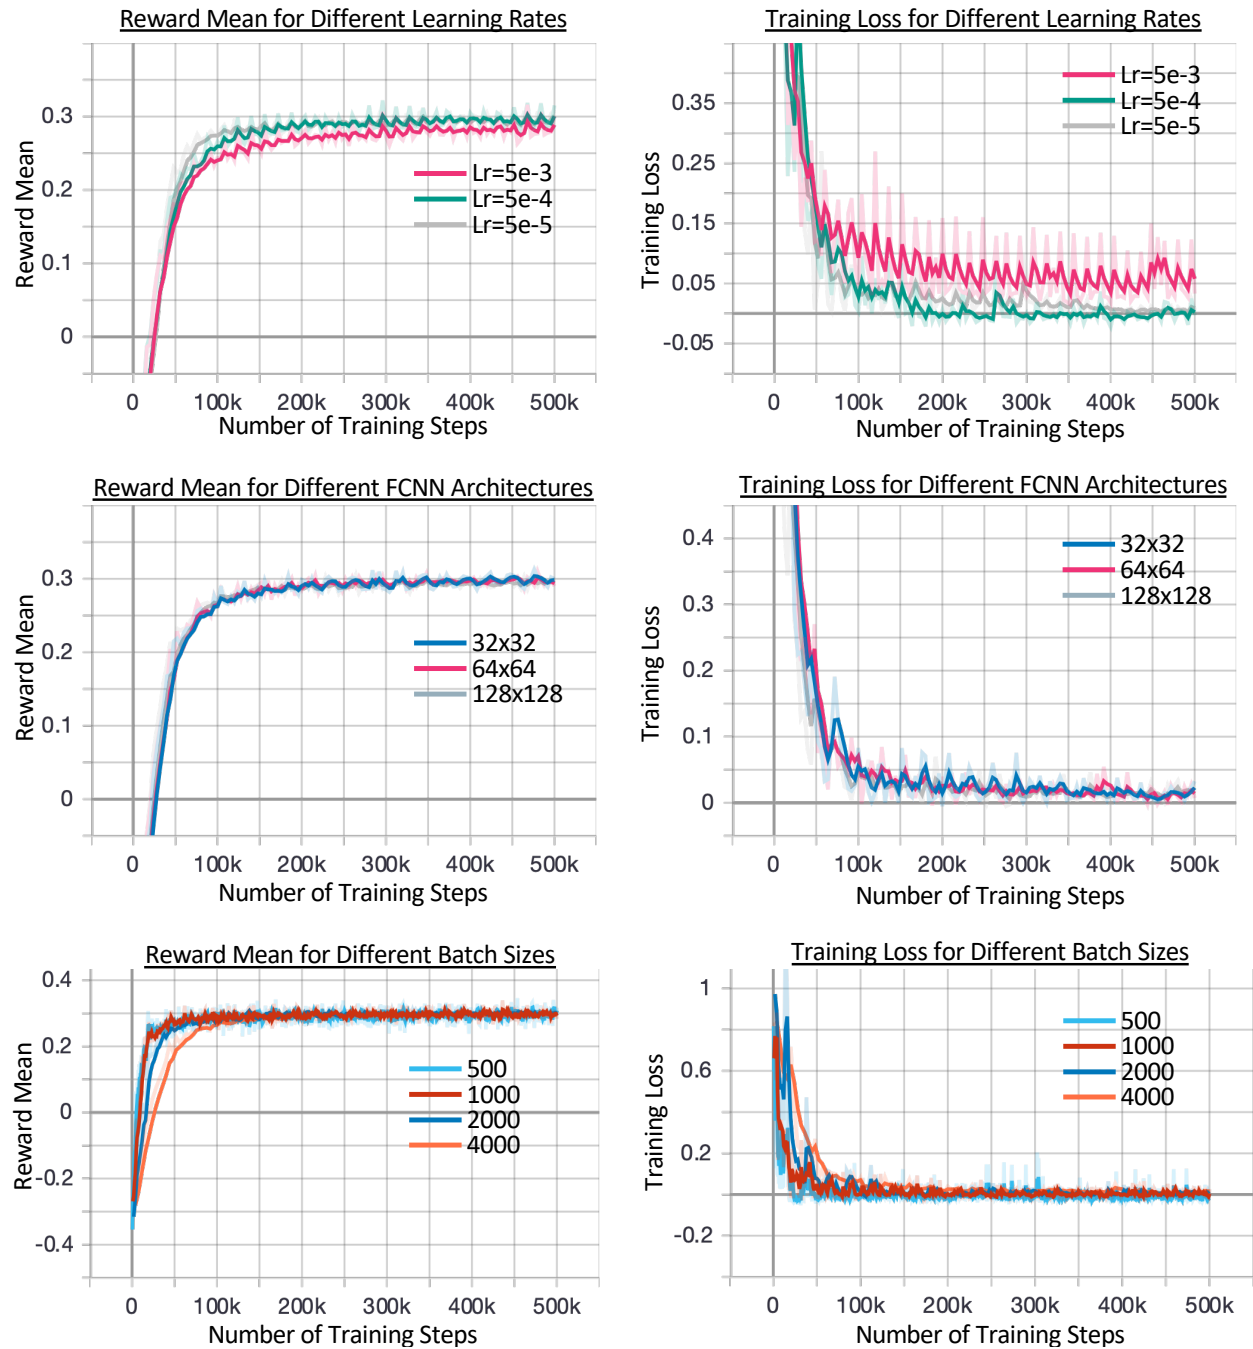 Reward Mean for Different Learning Rates
Reward Mean
0.3
0.2
0.1
0
Lr=5e-3
Lr=5e-4
Lr=5e-5
0 100k 200k 300k 400k 500k
Number of Training Steps
Training Loss for Different Learning Rates
Training Loss
0.35
0.25
0.15
0.05
-0.05
Lr=5e-3
Lr=5e-4
Lr=5e-5
0 100k 200k 300k 400k 500k
Number of Training Steps
Reward Mean for Different FCNN Architectures
Reward Mean
0.3
0.2
0.1
0
32x32
64x64
128x128
0 100k 200k 300k 400k 500k
Number of Training Steps
Training Loss for Different FCNN Architectures
Training Loss
0.4
0.3
0.2
0.1
0
32x32
64x64
128x128
0 100k 200k 300k 400k 500k
Number of Training Steps
Reward Mean for Different Batch Sizes
Reward Mean
0.4
0.2
0
-0.2
-0.4
500
1000
2000
4000
0 100k 200k 300k 400k 500k
Number of Training Steps
Training Loss for Different Batch Sizes
Training Loss
1
0.6
0.2
-0.2
500
1000
2000
4000
0 100k 200k 300k 400k 500k
Number of Training Steps